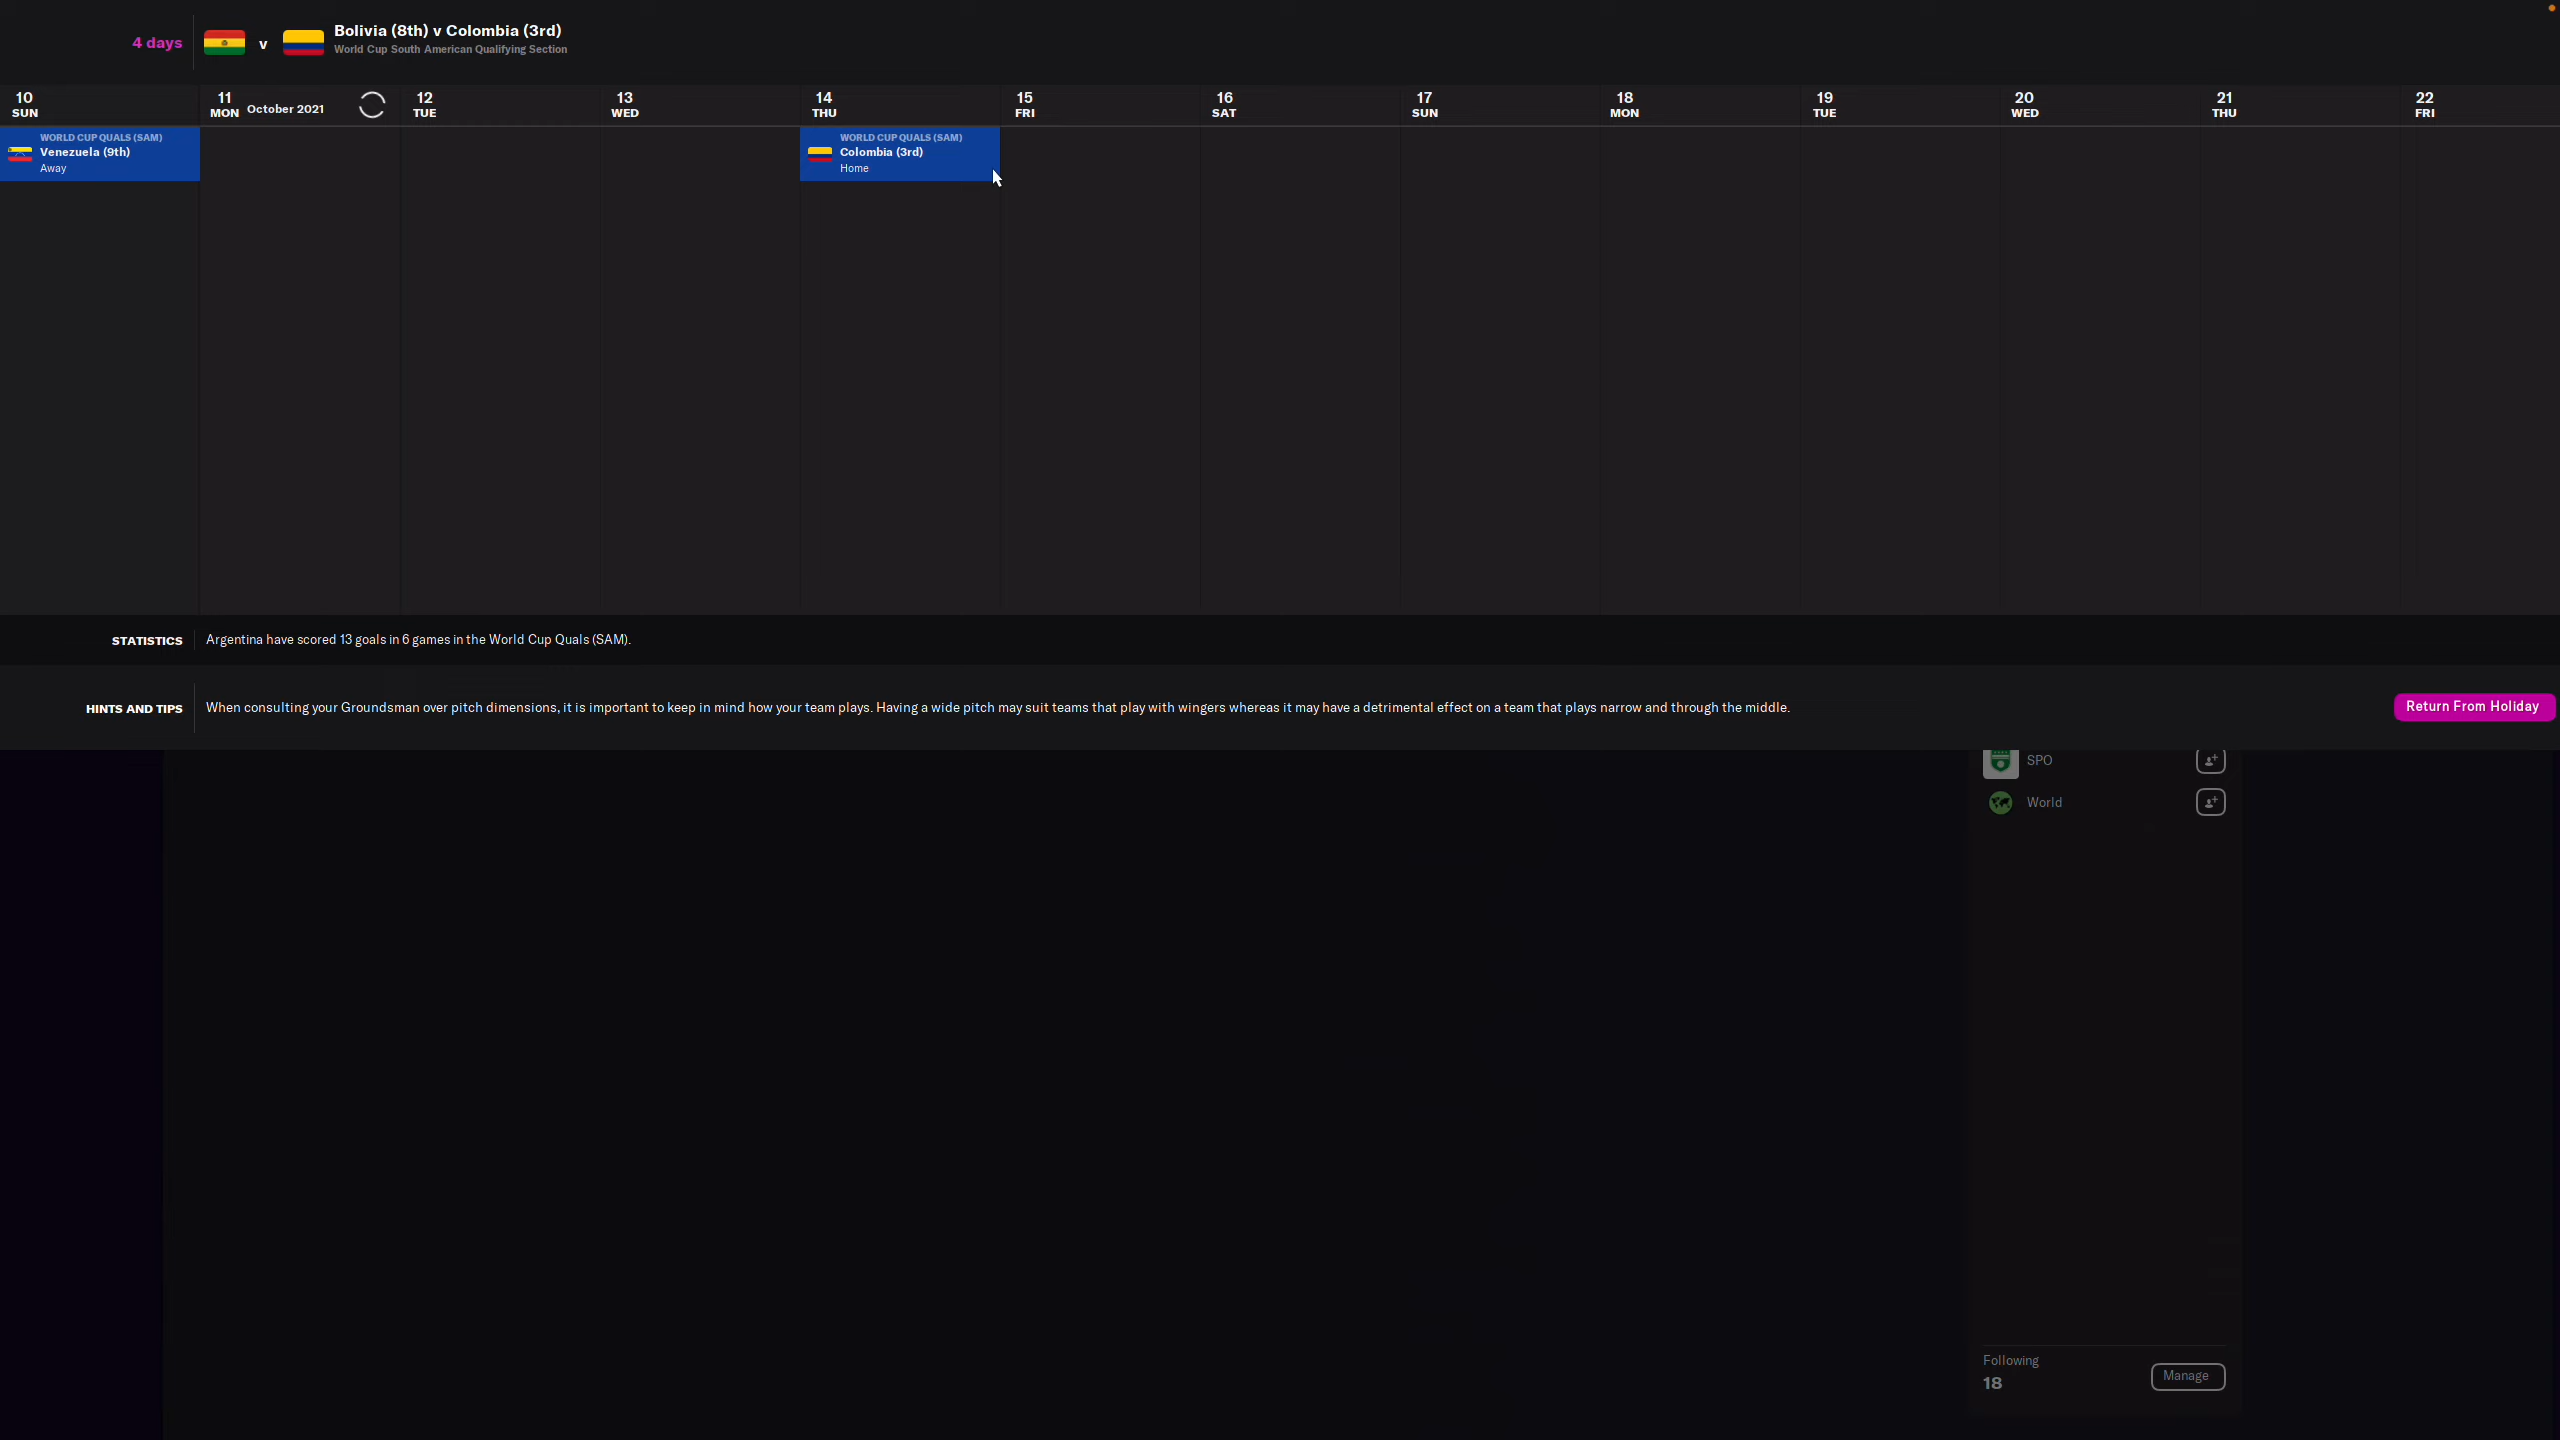 4 days
v
Bolivia (8th) v Colombia (3rd)
World Cup South American Qualifying Section
10 SUN
11 MON October 2021
12 TUE
13 WED
14 THU
15 FRI
16 SAT
17 SUN
18 MON
19 TUE
20 WED
21 THU
22 FRI
WORLD CUP QUALS (SAM)
Venezuela (9th)
Away
WORLD CUP QUALS (SAM)
Colombia (3rd)
Home
STATISTICS Argentina have scored 13 goals in 6 games in the World Cup Quals (SAM).
HINTS AND TIPS When consulting your Groundsman over pitch dimensions, it is important to keep in mind how your team plays. Having a wide pitch may suit teams that play with wingers whereas it may have a detrimental effect on a team that plays narrow and through the middle.
Return From Holiday
SPO
World
Following
18
Manage